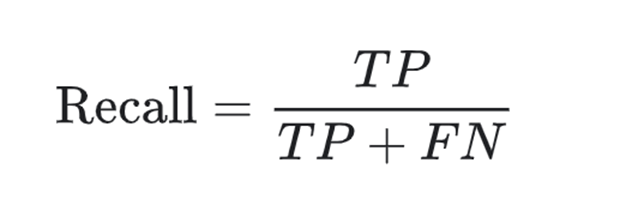 Recall = TP / TP + FN